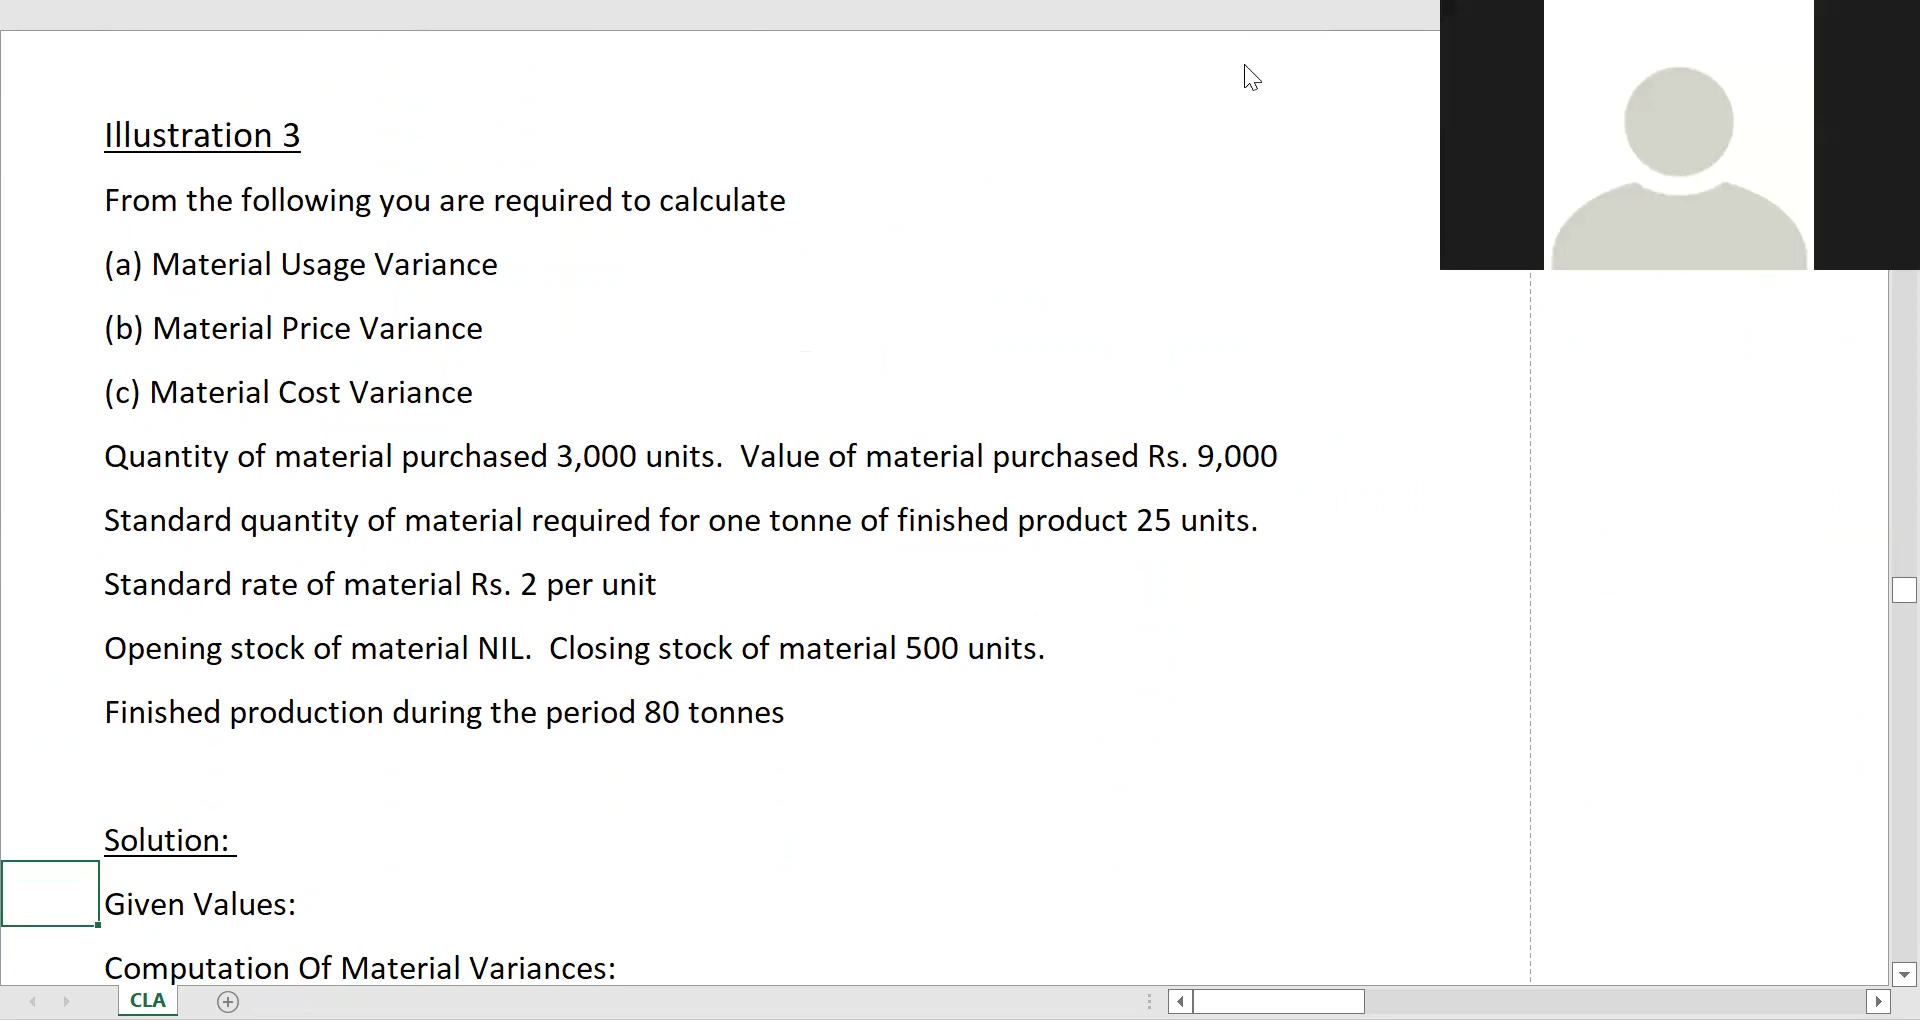 Illustration 3
From the following you are required to calculate
(a) Material Usage Variance
(b) Material Price Variance
(c) Material Cost Variance
Quantity of material purchased 3,000 units.  Value of material purchased Rs. 9,000
Standard quantity of material required for one tonne of finished product 25 units.
Standard rate of material Rs. 2 per unit
Opening stock of material NIL.  Closing stock of material 500 units.
Finished production during the period 80 tonnes
Solution:
Given Values:
Computation Of Material Variances:
CLA